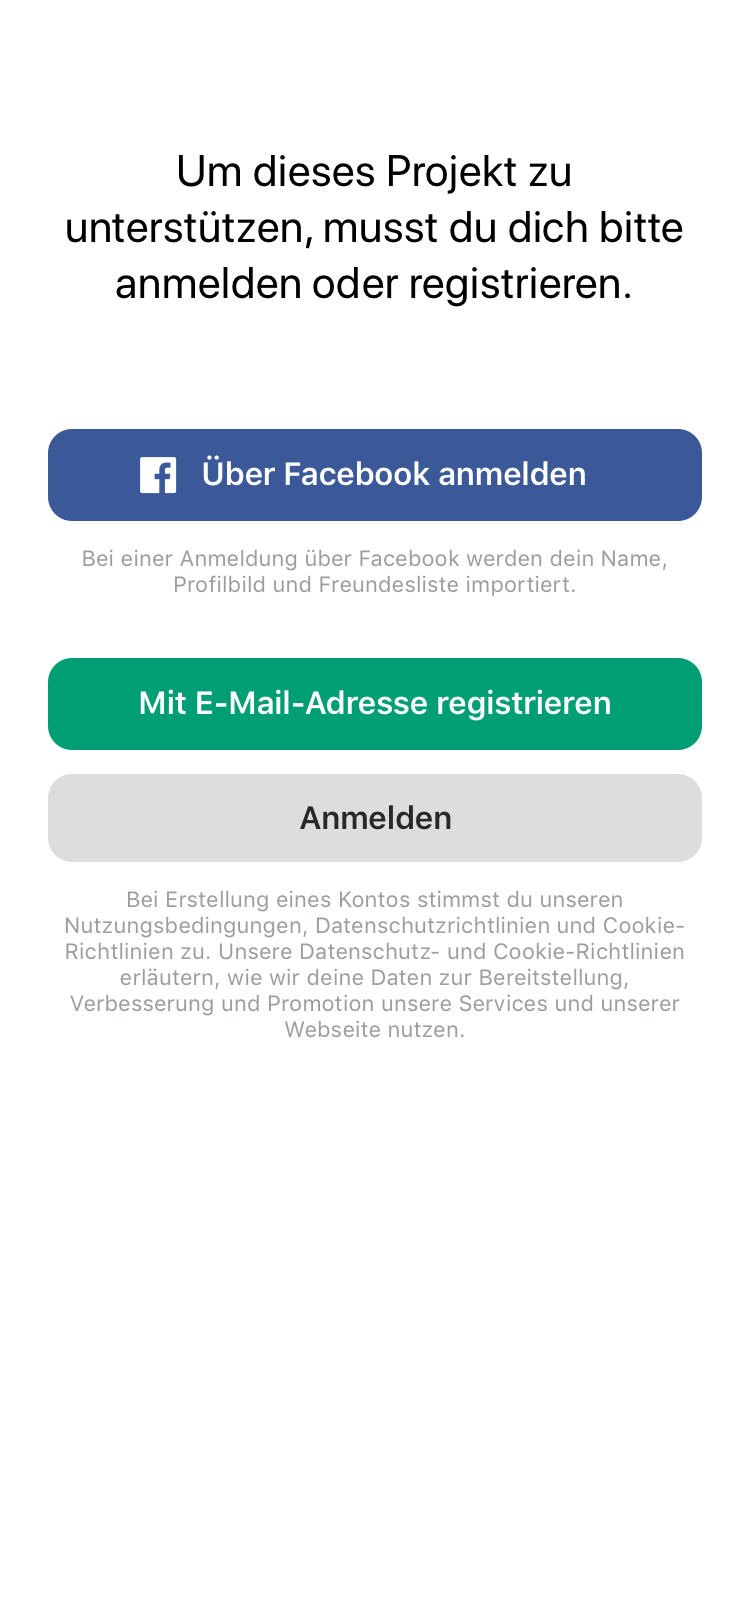 Um dieses Projekt zu
unterstützen, musst du dich bitte
anmelden oder registrieren.
Über Facebook anmelden
Bei einer Anmeldung über Facebook werden dein Name,
Profilbild und Freundesliste importiert.
Mit E-Mail-Adresse registrieren
Anmelden
Bei Erstellung eines Kontos stimmst du unseren
Nutzungsbedingungen, Datenschutzrichtlinien und Cookie-
Richtlinien zu. Unsere Datenschutz- und Cookie-Richtlinien
erläutern, wie wir deine Daten zur Bereitstellung,
Verbesserung und Promotion unsere Services und unserer
Webseite nutzen.